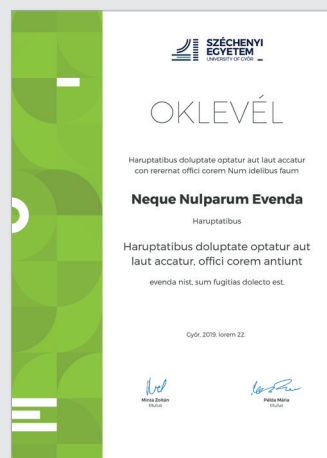 SZÉCHENYI
EGYETEM
UNIVERSITY OF GYŐR
OKLEVÉL
Haruptatibus doluptate optatur aut laut accatur
con rerernat offici corem Num idelibus faum
Neque Nulparum Evenda
Haruptatibus
Haruptatibus doluptate optatur aut
laut accatur, offici corem antiunt
evenda nist, sum fugitias dolecto est.
Győr, 2019. lorem 22.
Minta Zoltán
titulus
Példa Mária
titulus